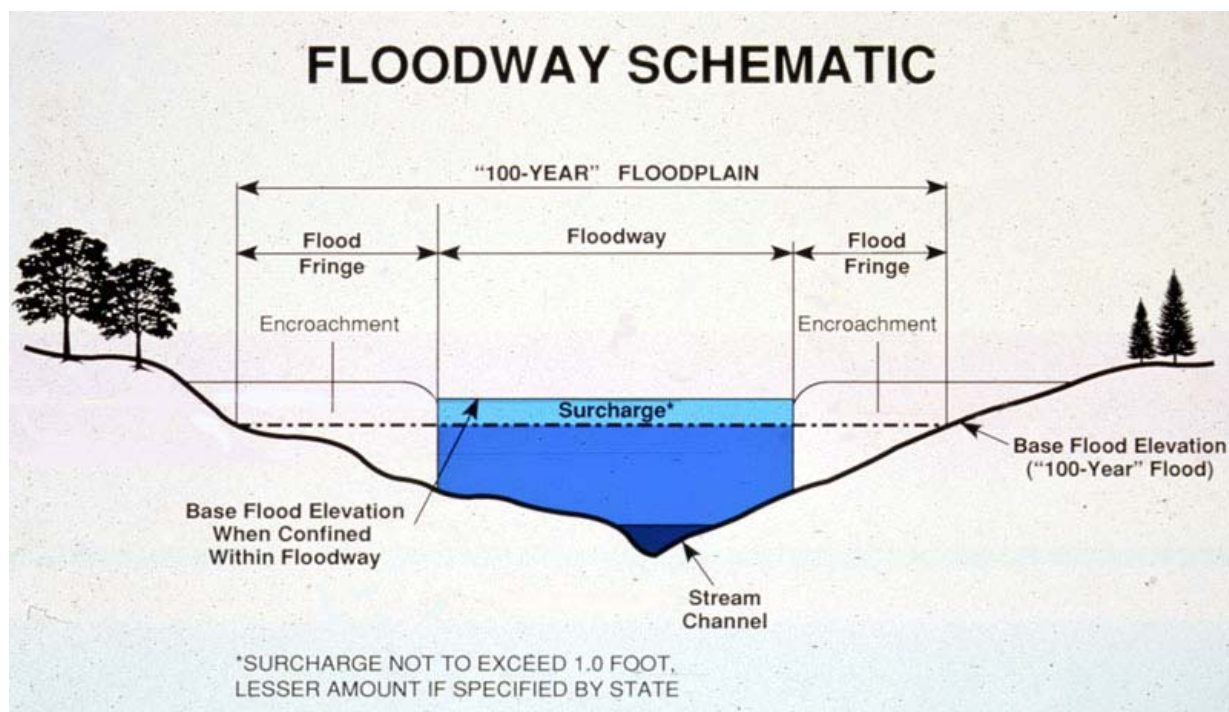 FLOODWAY SCHEMATIC
“100-YEAR” FLOODPLAIN
Flood
Fringe
Floodway
Flood
Fringe
Encroachment
Encroachment
Surcharge*
Base Flood Elevation
(“100-Year” Flood)
Base Flood Elevation
When Confined
Within Floodway
Stream
Channel
*SURCHARGE NOT TO EXCEED 1.0 FOOT,
LESSER AMOUNT IF SPECIFIED BY STATE